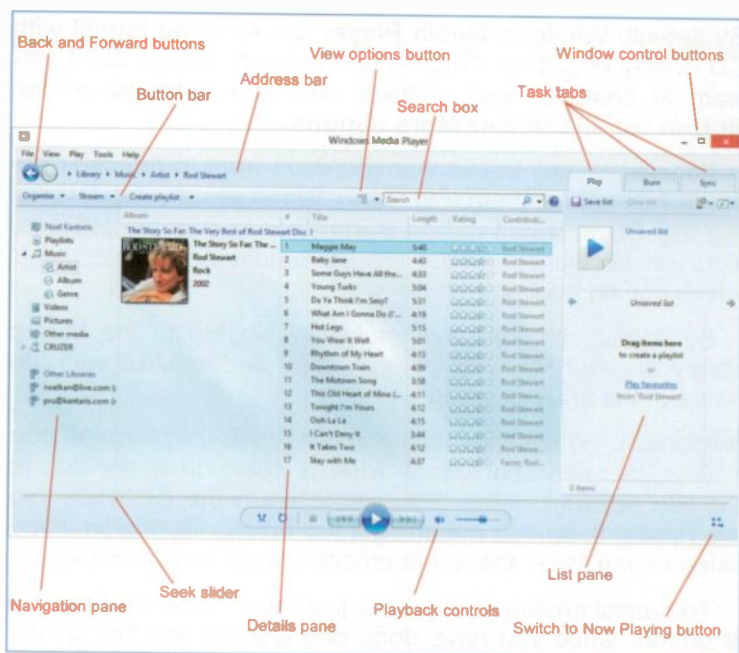 Back and Forward buttons
View options button
Window control buttons
Button bar
Address bar
Search box
Task tabs
Windows Media Player
File View Play Tools Help
Library Music Artist Rod Stewart
Play Burn Sync
Organise Stream Create playlist
Search
Save list Clear list
Album # Title Length Rating Contributi...
The Story So Far: The Very Best of Rod Stewart Disc 1
Noel Kantaris
Playlists
Music
Artist
Album
Genre
Videos
Pictures
Other media
CRUZER
Other Libraries
noelkan@live.com (
pru@kantaris.com (
ROD STEWART
The Story So Far: The ...
Rod Stewart
Rock
2002
1 Maggie May 5:46 Rod Stewart
2 Baby Jane 4:43 Rod Stewart
3 Some Guys Have All the... 4:33 Rod Stewart
4 Young Turks 5:04 Rod Stewart
5 Da Ya Think I'm Sexy? 5:31 Rod Stewart
6 What Am I Gonna Do (I'... 4:18 Rod Stewart
7 Hot Legs 5:15 Rod Stewart
8 You Wear It Well 5:01 Rod Stewart
9 Rhythm of My Heart 4:13 Rod Stewart
10 Downtown Train 4:39 Rod Stewart
11 The Motown Song 3:58 Rod Stewart
12 This Old Heart of Mine (... 4:11 Rod Stewart
13 Tonight I'm Yours 4:12 Rod Stewart
14 Ooh La La 4:15 Rod Stewart
15 I Can't Deny It 3:44 Rod Stewart
16 It Takes Two 4:12 Rod Stewart
17 Stay with Me 4:37 Faces; Rod...
Unsaved list
Unsaved list
Drag items here
to create a playlist
or
Play favourites
from 'Rod Stewart'.
0 items
Navigation pane
Seek slider
Details pane
Playback controls
List pane
Switch to Now Playing button